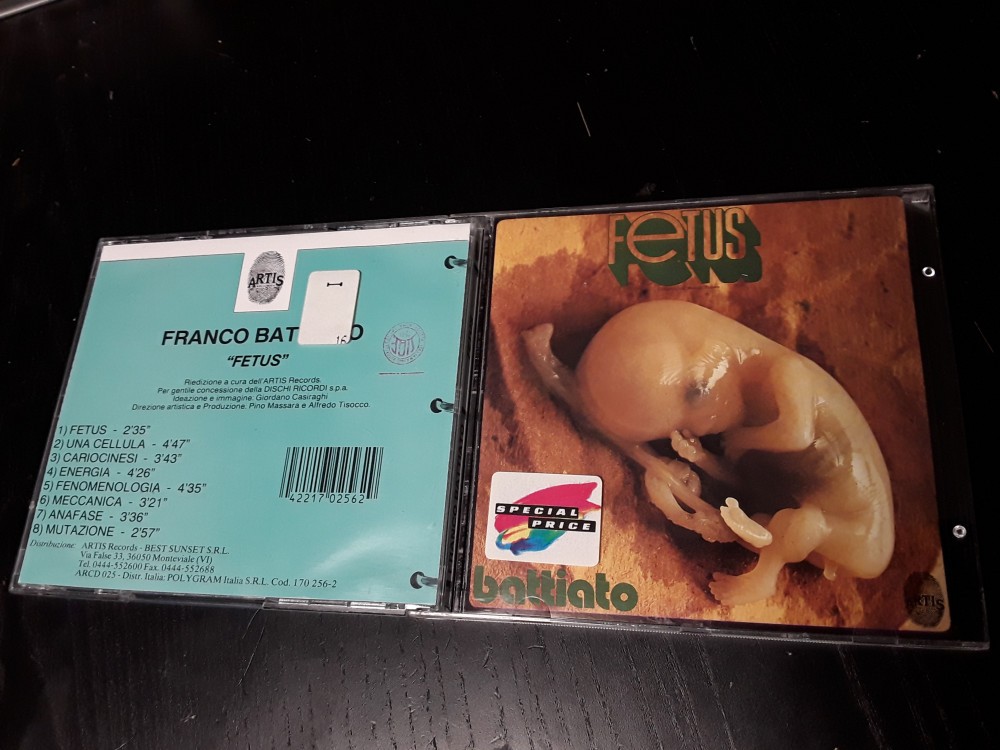 ARTIS
FRANCO BAT O
16
"FETUS"
Riedizione a cura dell'ARTIS Records.
Per gentile concessione della DISCHI RICORDI s.p.a.
Ideazione e immagine: Giordano Casiraghi
Direzione artistica e Produzione: Pino Massara e Alfredo Tisocco.
1) FETUS - 2'35"
2) UNA CELLULA - 4'47"
3) CARIOCINESI - 3'43"
4) ENERGIA - 4'26"
5) FENOMENOLOGIA - 4'35"
6) MECCANICA - 3'21"
7) ANAFASE - 3'36"
8) MUTAZIONE - 2'57"
42217 02562
Distribuzione ARTIS Records - BEST SUNSET S.R.L.
Via False 33, 36050 Monteviale (VI)
Tel. 0444-552600 Fax. 0444-552688
ARCD 025 - Distr. Italia: POLYGRAM Italia S.R.L. Cod. 170 256-2
FETUS
SPECIAL
PRICE
battiato
ARTIS